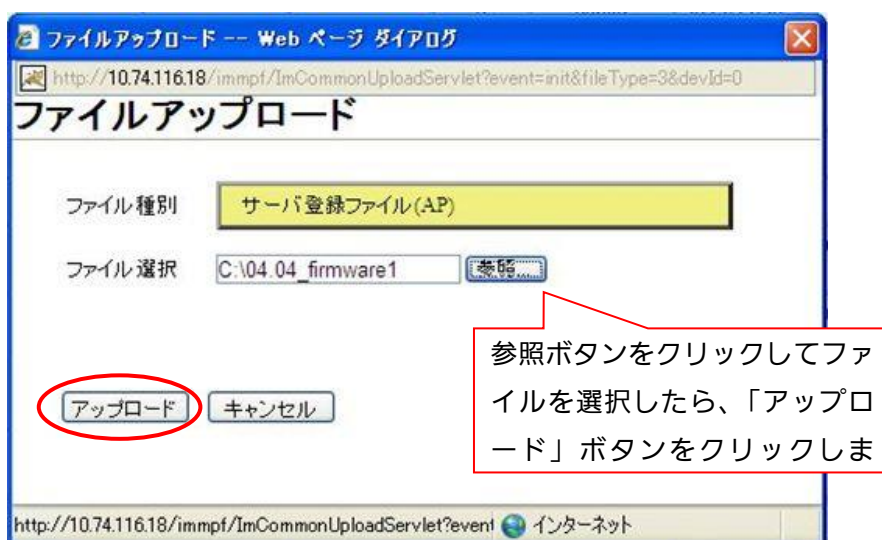 ファイルアップロード -- Web ページ ダイアログ
http://10.74.116.18/immpf/ImCommonUploadServlet?event=init&fileType=3&devId=0
ファイルアップロード
ファイル種別 サーバ登録ファイル(AP)
ファイル選択 C:\04.04_firmware1 参照...
参照ボタンをクリックしてファ
イルを選択したら、「アップロ
ード」ボタンをクリックしま
アップロード キャンセル
http://10.74.116.18/immpf/ImCommonUploadServlet?event インターネット